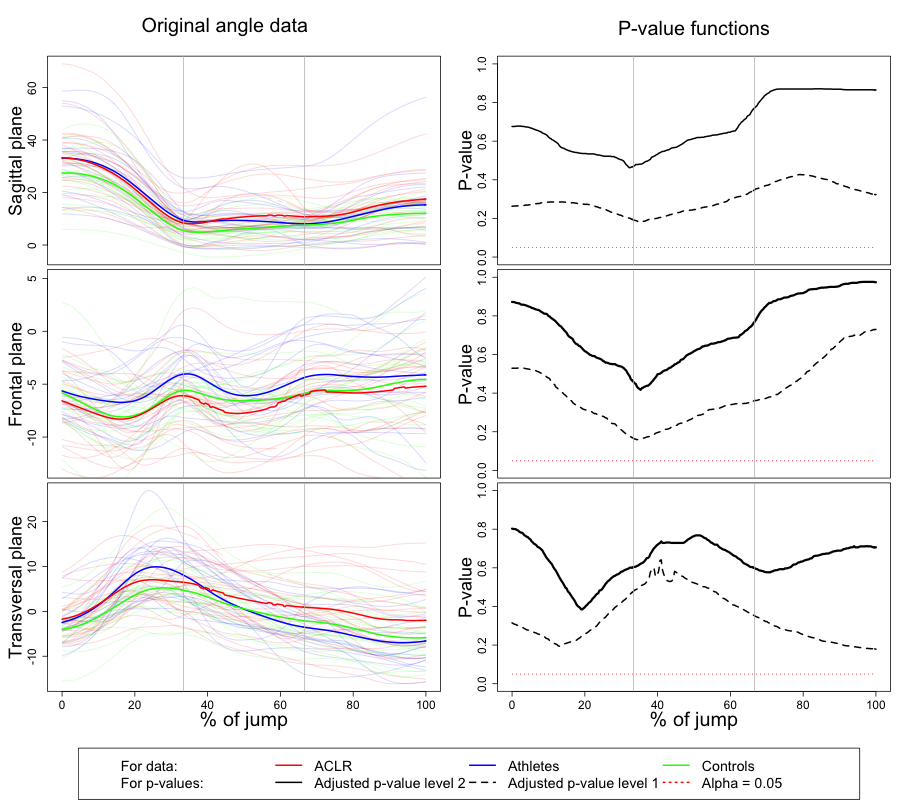 Original angle data
P-value functions
Sagittal plane
0 20 40 60
P-value
0.0 0.2 0.4 0.6 0.8 1.0
Frontal plane
-10 -5 0 5
P-value
0.0 0.2 0.4 0.6 0.8 1.0
Transversal plane
-10 0 10 20
P-value
0.0 0.2 0.4 0.6 0.8 1.0
0 20 40 60 80 100
% of jump
0 20 40 60 80 100
% of jump
For data: ACLR Athletes Controls
For p-values: Adjusted p-value level 2 Adjusted p-value level 1 Alpha = 0.05